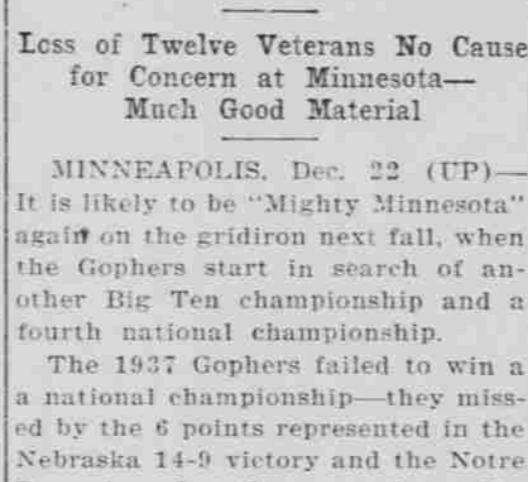 Loss of Twelve Veterans No Cause
for Concern at Minnesota—
Much Good Material
MINNEAPOLIS, Dec. 22 (UP)—
It is likely to be "Mighty Minnesota"
again on the gridiron next fall, when
the Gophers start in search of an-
other Big Ten championship and a
fourth national championship.
The 1937 Gophers failed to win a
a national championship—they miss-
ed by the 6 points represented in the
Nebraska 14-9 victory and the Notre